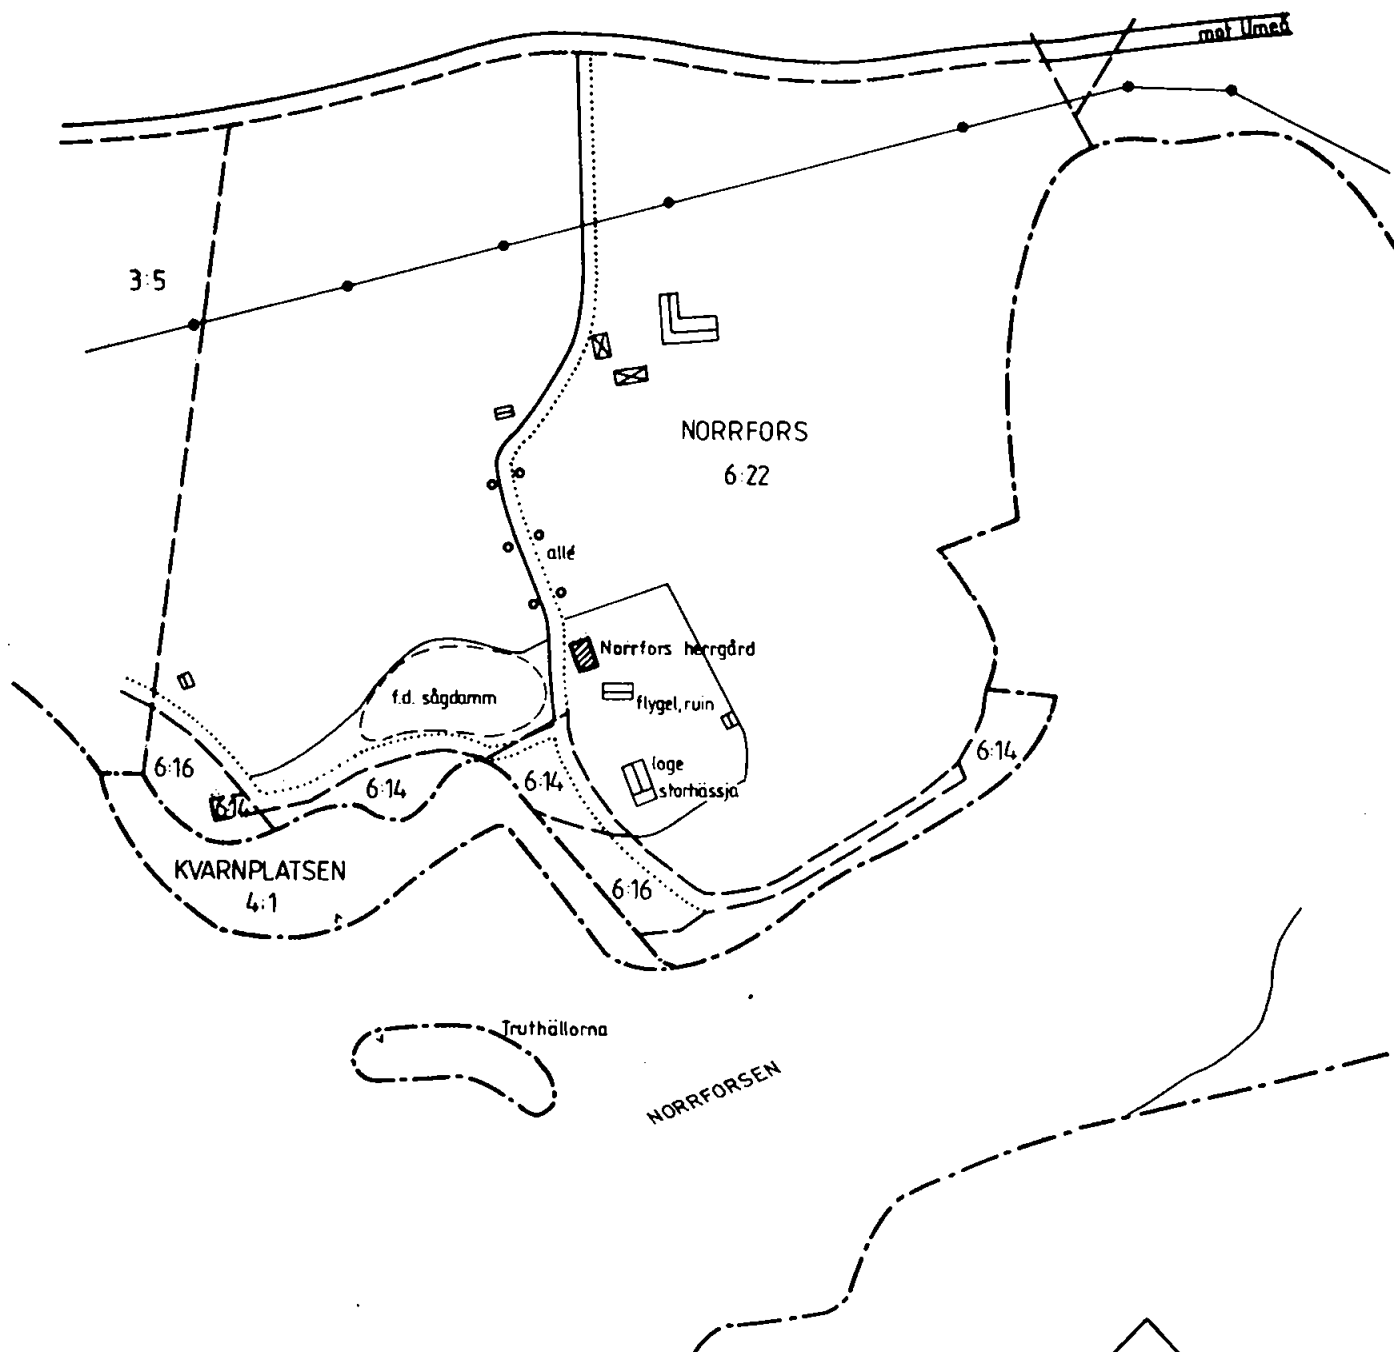 mot Umeå
3:5
NORRFORS
6:22
allé
Norrfors herrgård
f.d. sågdamm
flygel, ruin
6:16
6:14
6:14
6:14
loge
storhässja
6:14
KVARNPLATSEN
4:1
6:16
Truthällorna
NORRFORSEN